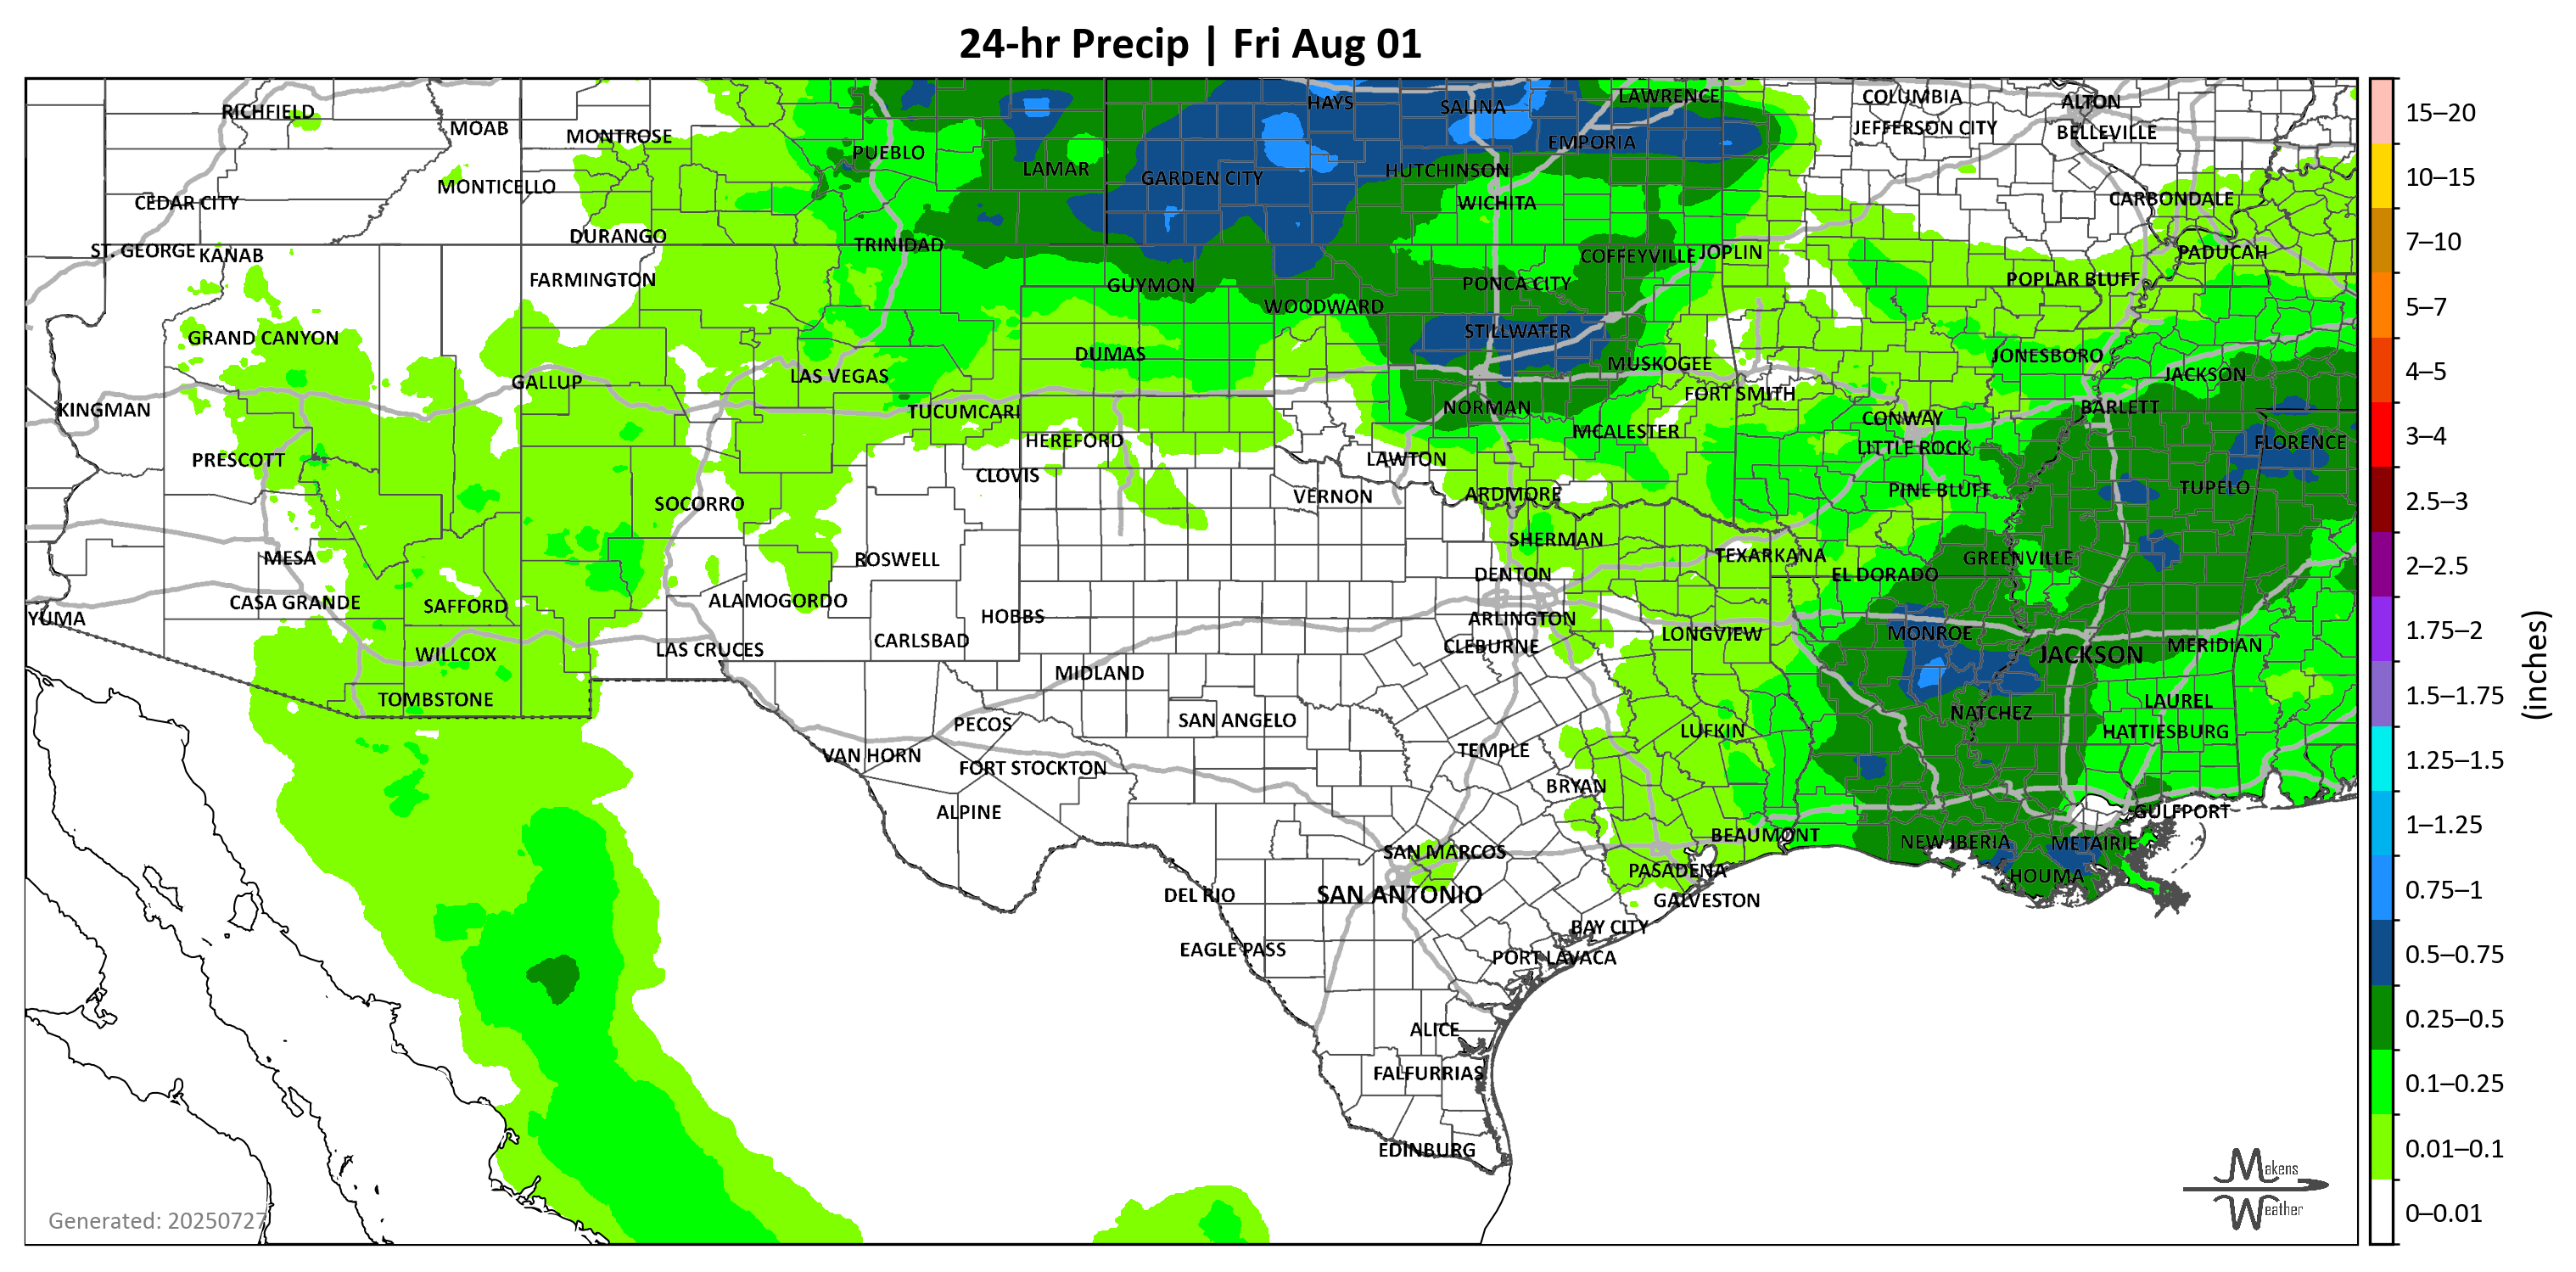 24-hr Precip | Fri Aug 01
RICHFIELD
MOAB
MONTROSE
PUEBLO
LAMAR
HAYS
SALINA
LAWRENCE
COLUMBIA
ALTON
JEFFERSON CITY
BELLEVILLE
EMPORIA
HUTCHINSON
GARDEN CITY
MONTICELLO
CEDAR CITY
WICHITA
CARBONDALE
DURANGO
TRINIDAD
ST. GEORGE
KANAB
COFFEYVILLE
JOPLIN
PADUCAH
FARMINGTON
GUYMON
PONCA CITY
POPLAR BLUFF
WOODWARD
GRAND CANYON
STILLWATER
DUMAS
MUSKOGEE
JONESBORO
GALLUP
LAS VEGAS
JACKSON
FORT SMITH
KINGMAN
TUCUMCARI
NORMAN
CONWAY
BARLETT
HEREFORD
MCALESTER
LITTLE ROCK
FLORENCE
PRESCOTT
CLOVIS
LAWTON
VERNON
ARDMORE
PINE BLUFF
TUPELO
SOCORRO
SHERMAN
MESA
ROSWELL
TEXARKANA
GREENVILLE
DENTON
EL DORADO
CASA GRANDE
SAFFORD
ALAMOGORDO
HOBBS
ARLINGTON
YUMA
LONGVIEW
MONROE
CARLSBAD
CLEBURNE
JACKSON
MERIDIAN
WILLCOX
LAS CRUCES
MIDLAND
TOMBSTONE
LAUREL
PECOS
SAN ANGELO
NATCHEZ
LUFKIN
HATTIESBURG
VAN HORN
TEMPLE
FORT STOCKTON
BRYAN
ALPINE
GULFPORT
BEAUMONT
NEW IBERIA
METAIRIE
SAN MARCOS
PASADENA
HOUMA
DEL RIO
SAN ANTONIO
GALVESTON
BAY CITY
EAGLE PASS
PORT LAVACA
ALICE
FALFURRIAS
EDINBURG
Generated: 20250727
Makens
Weather
15–20
10–15
7–10
5–7
4–5
3–4
2.5–3
2–2.5
1.75–2
1.5–1.75
1.25–1.5
1–1.25
0.75–1
0.5–0.75
0.25–0.5
0.1–0.25
0.01–0.1
0–0.01
(inches)